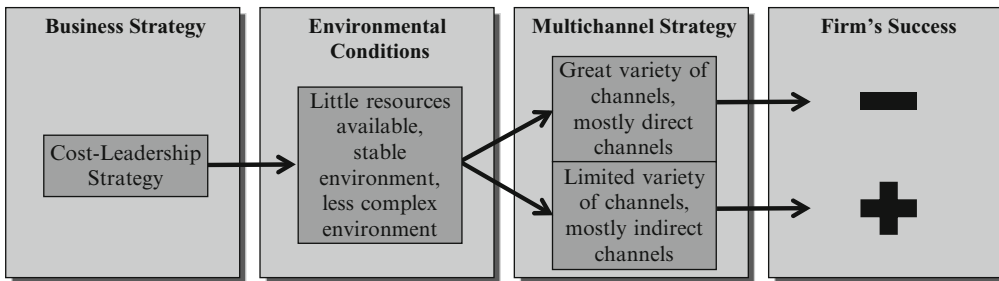 Business Strategy
Cost-Leadership
Strategy
Environmental
Conditions
Little resources
available,
stable
environment,
less complex
environment
Multichannel Strategy
Great variety of
channels,
mostly direct
channels
Limited variety
of channels,
mostly indirect
channels
Firm's Success